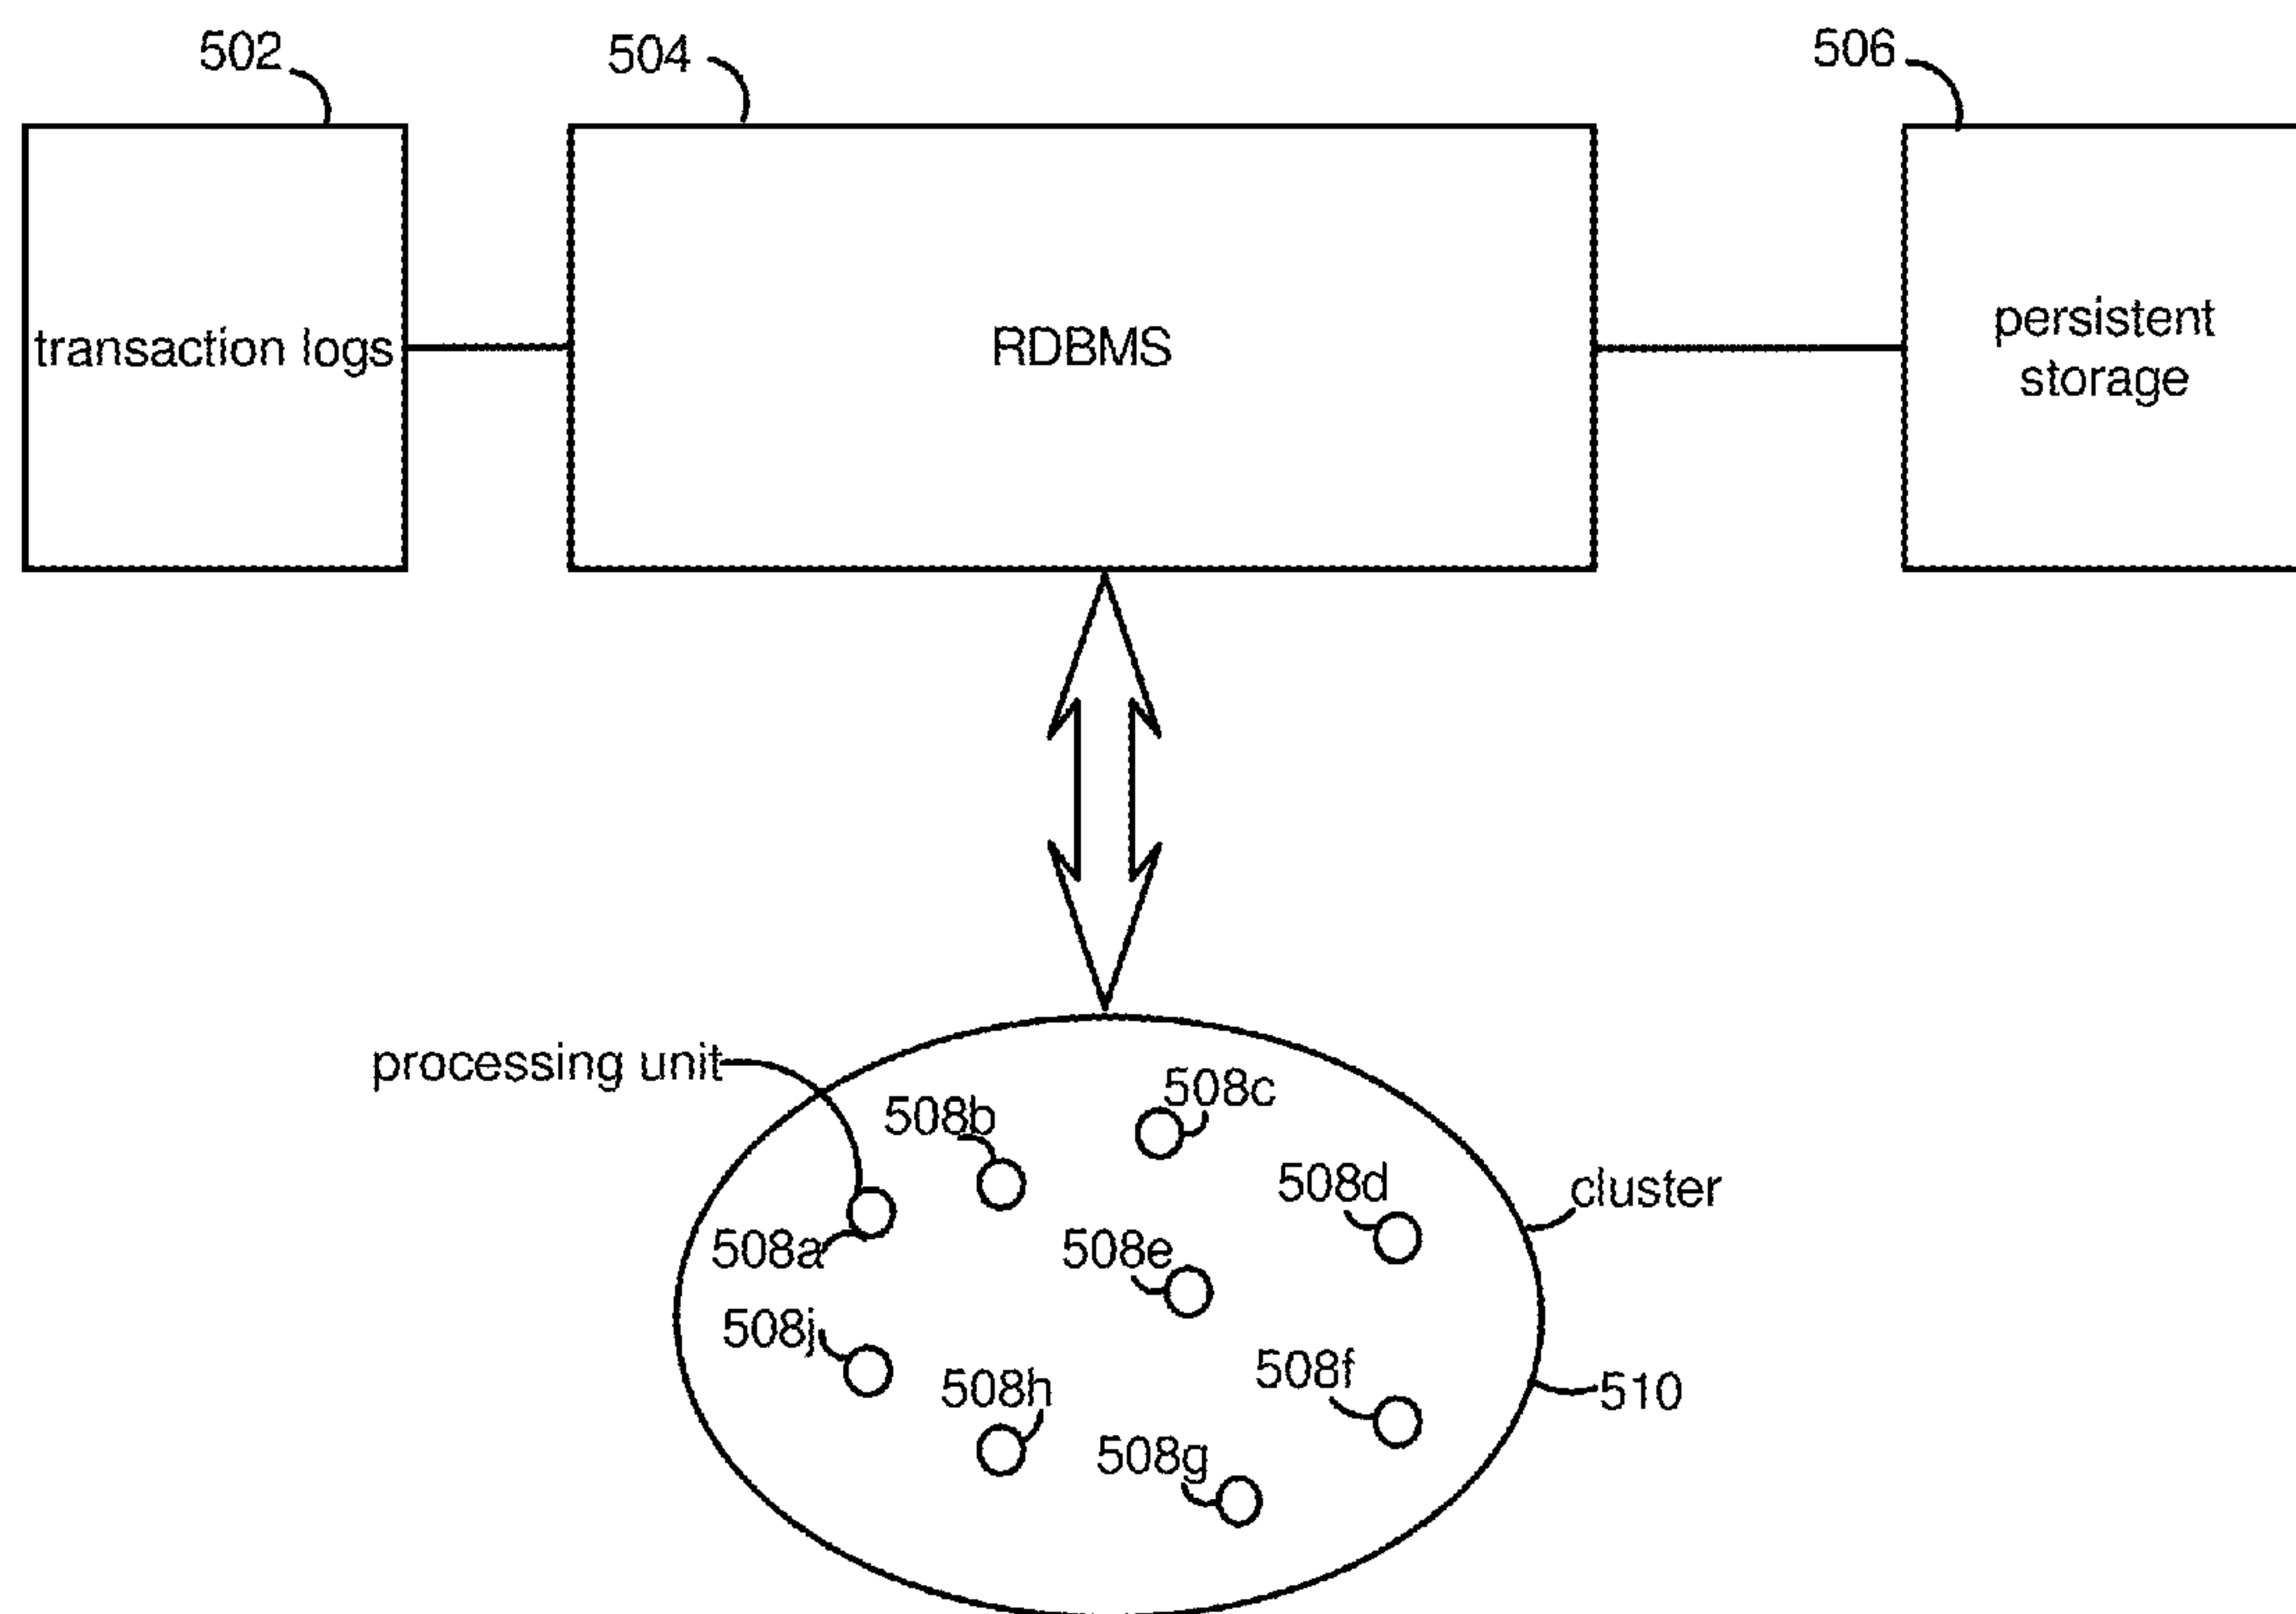 502
504
506
transaction logs
RDBMS
persistent
storage
processing unit
508b
508c
508d
cluster
508a
508e
508j
508f
508h
510
508g